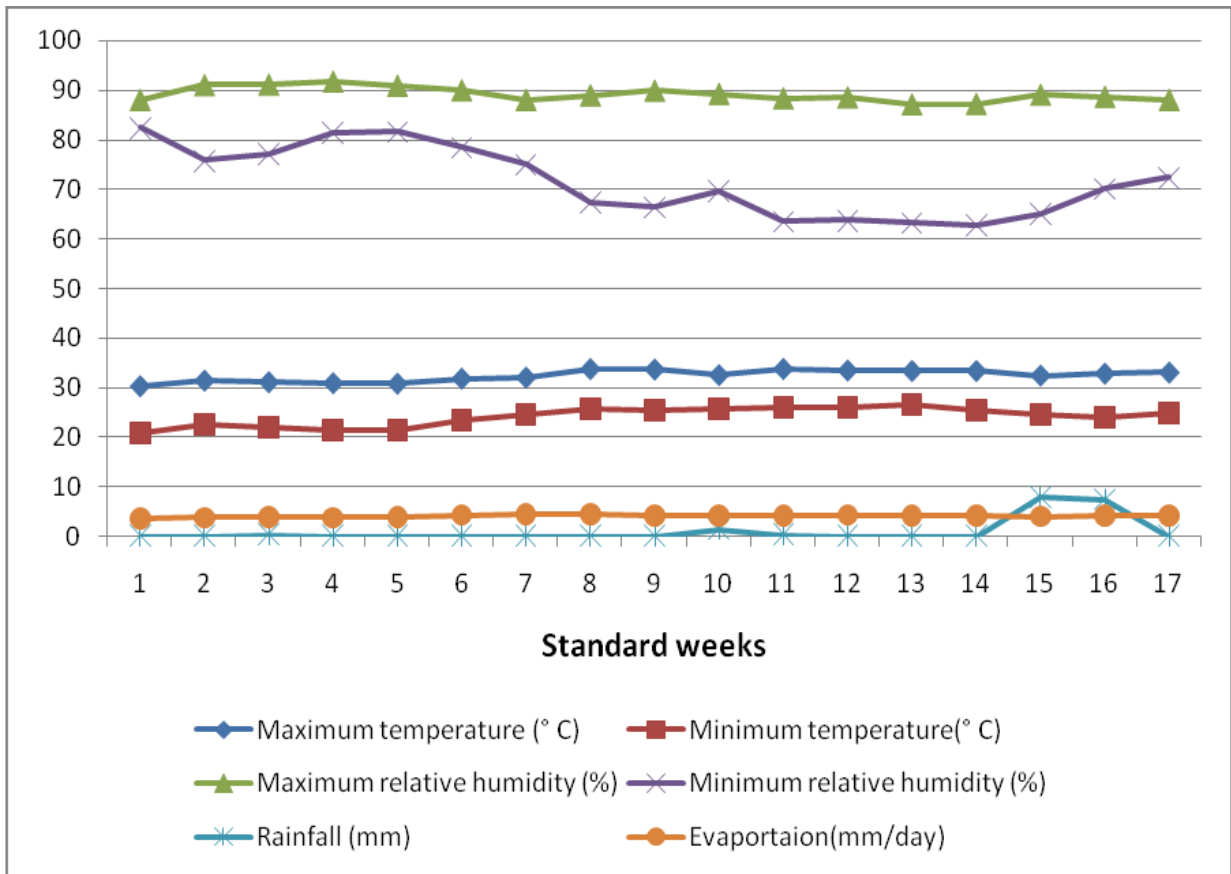 100
90
80
70
60
50
40
30
20
10
0
1 2 3 4 5 6 7 8 9 10 11 12 13 14 15 16 17
Standard weeks
Maximum temperature (° C) Minimum temperature(° C)
Maximum relative humidity (%) Minimum relative humidity (%)
Rainfall (mm) Evaportaion(mm/day)